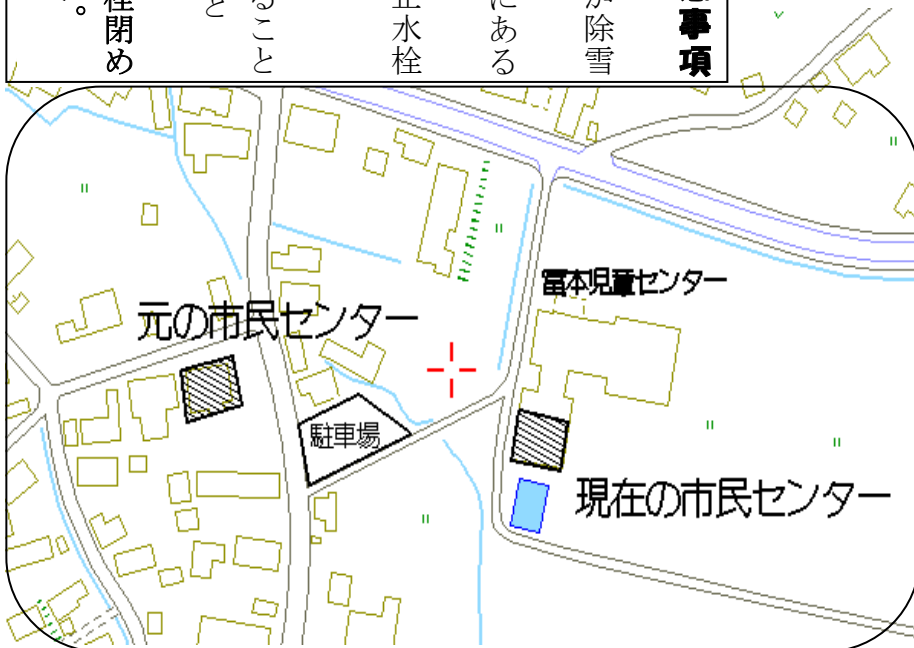 事項
が除雪
にある
止水栓
ること
と
栓閉め
。
冨本児童センター
元の市民センター
駐車場
現在の市民センター